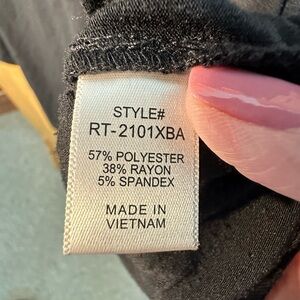 STYLE#
RT-2101XBA
57% POLYESTER
38% RAYON
5% SPANDEX
MADE IN
VIETNAM